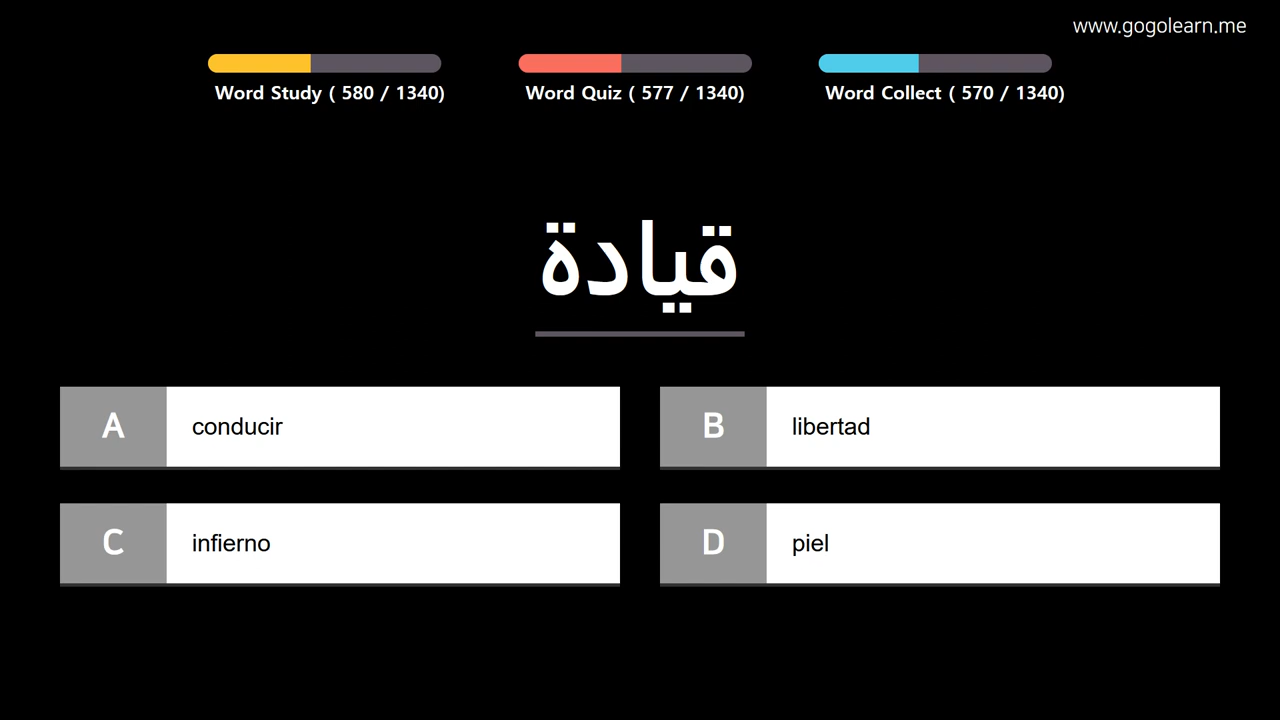 www.gogolearn.me
Word Study ( 580 / 1340)
Word Quiz ( 577 / 1340)
Word Collect ( 570 / 1340)
قيادة
A conducir
B libertad
C infierno
D piel